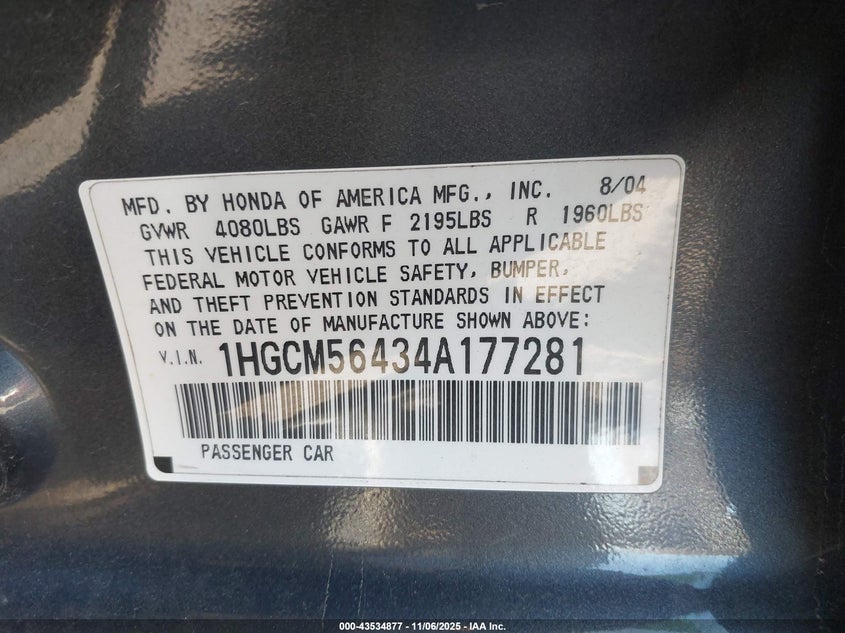 MFD. BY HONDA OF AMERICA MFG., INC. 8/04
GVWR 4080LBS GAWR F 2195LBS R 1960LBS
THIS VEHICLE CONFORMS TO ALL APPLICABLE
FEDERAL MOTOR VEHICLE SAFETY, BUMPER,
AND THEFT PREVENTION STANDARDS IN EFFECT
ON THE DATE OF MANUFACTURE SHOWN ABOVE:
V.I.N. 1HGCM56434A177281
PASSENGER CAR
000-43534877 - 11/06/2025 - IAA Inc.